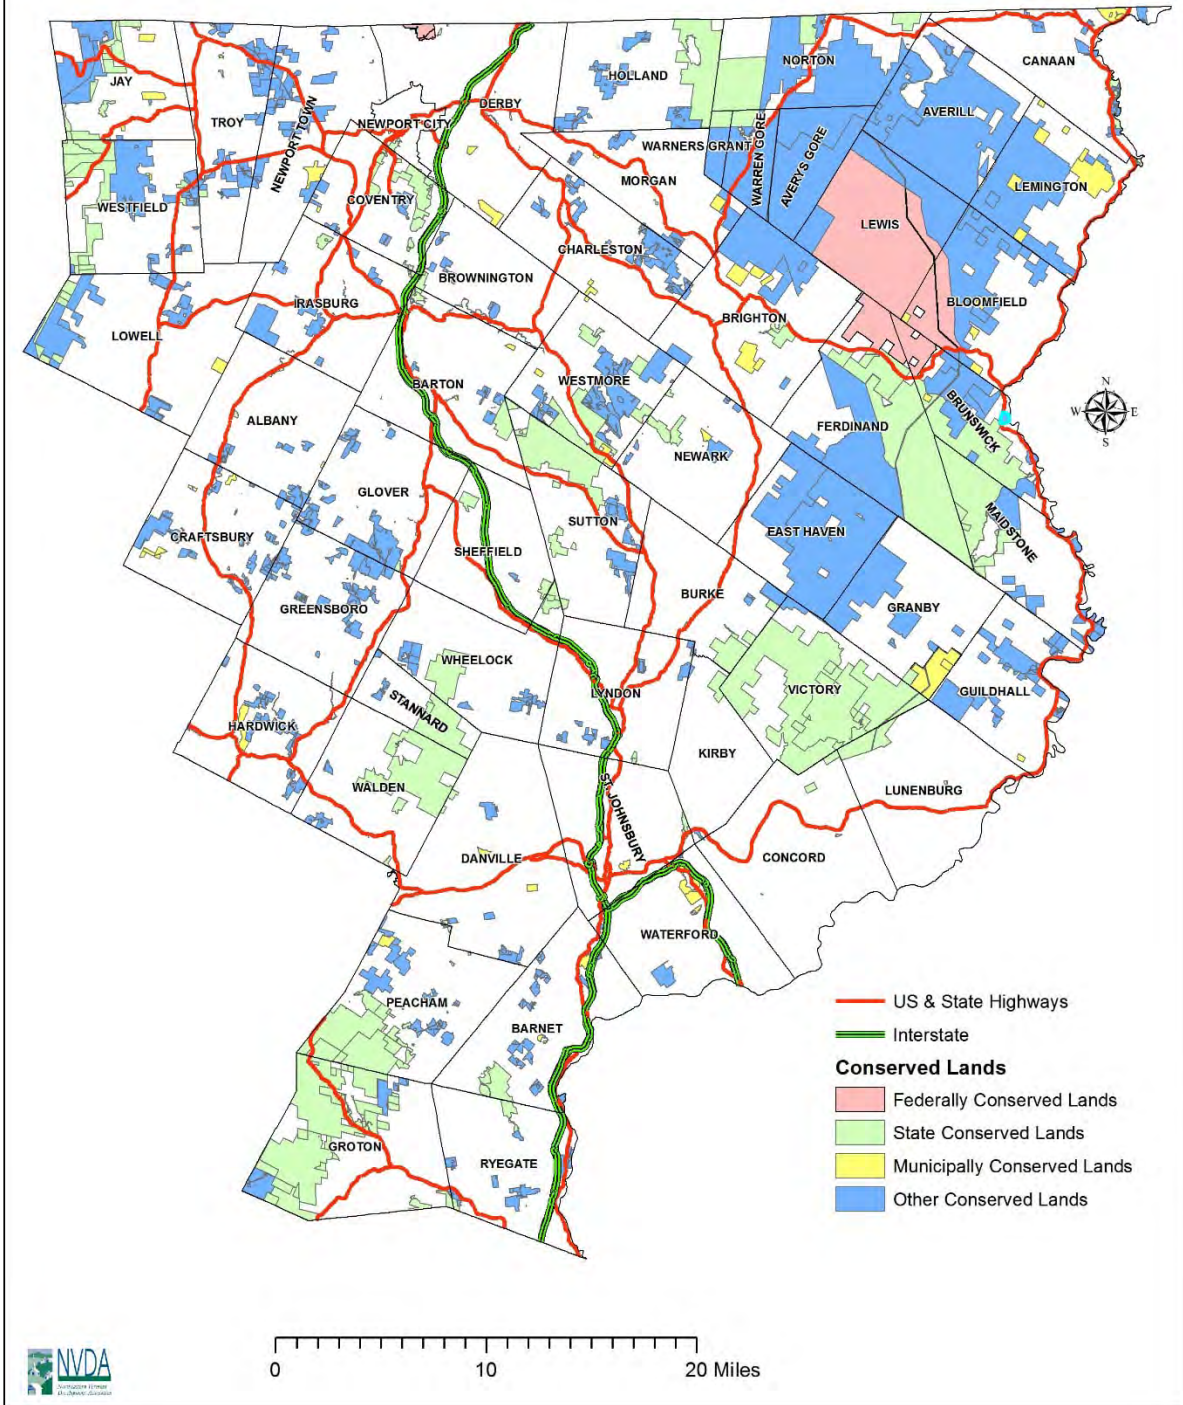 NORTON
CANAAN
HOLLAND
JAY
DERBY
AVERILL
TROY
NEWPORT CITY
NEWPORT TOWN
WARNERS GRANT
WARREN GORE
AVERYS GORE
MORGAN
LEMINGTON
COVENTRY
WESTFIELD
LEWIS
CHARLESTON
BROWNINGTON
IRASBURG
BLOOMFIELD
BRIGHTON
LOWELL
WESTMORE
BARTON
N
W E
S
BRUNSWICK
ALBANY
FERDINAND
NEWARK
GLOVER
SUTTON
EAST HAVEN
MAIDSTONE
CRAFTSBURY
SHEFFIELD
BURKE
GREENSBORO
GRANBY
WHEELOCK
VICTORY
GUILDHALL
LYNDON
STANNARD
HARDWICK
KIRBY
WALDEN
LUNENBURG
ST. JOHNSBURY
DANVILLE
CONCORD
WATERFORD
PEACHAM
BARNET
GROTON
RYEGATE
US & State Highways
Interstate
Conserved Lands
Federally Conserved Lands
State Conserved Lands
Municipally Conserved Lands
Other Conserved Lands
0 10 20 Miles
NVDA
Northeastern Vermont
Development Association